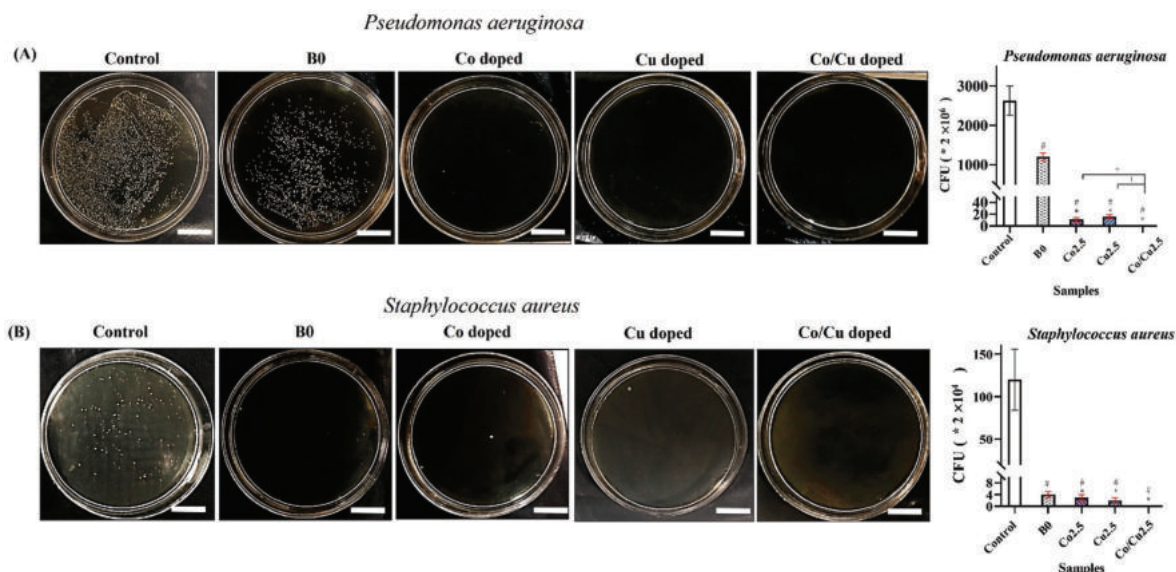 Pseudomonas aeruginosa
(A)
Control
B0
Co doped
Cu doped
Co/Cu doped
Pseudomonas aeruginosa
CFU ( * 2 ×10⁶)
3000
2000
1000
40
20
0
Control
B0
Co2.5
Cu2.5
Co/Cu2.5
Samples
Staphylococcus aureus
(B)
Control
B0
Co doped
Cu doped
Co/Cu doped
Staphylococcus aureus
CFU ( * 2 ×10⁴)
150
100
50
8
4
0
Control
B0
Co2.5
Cu2.5
Co/Cu2.5
Samples